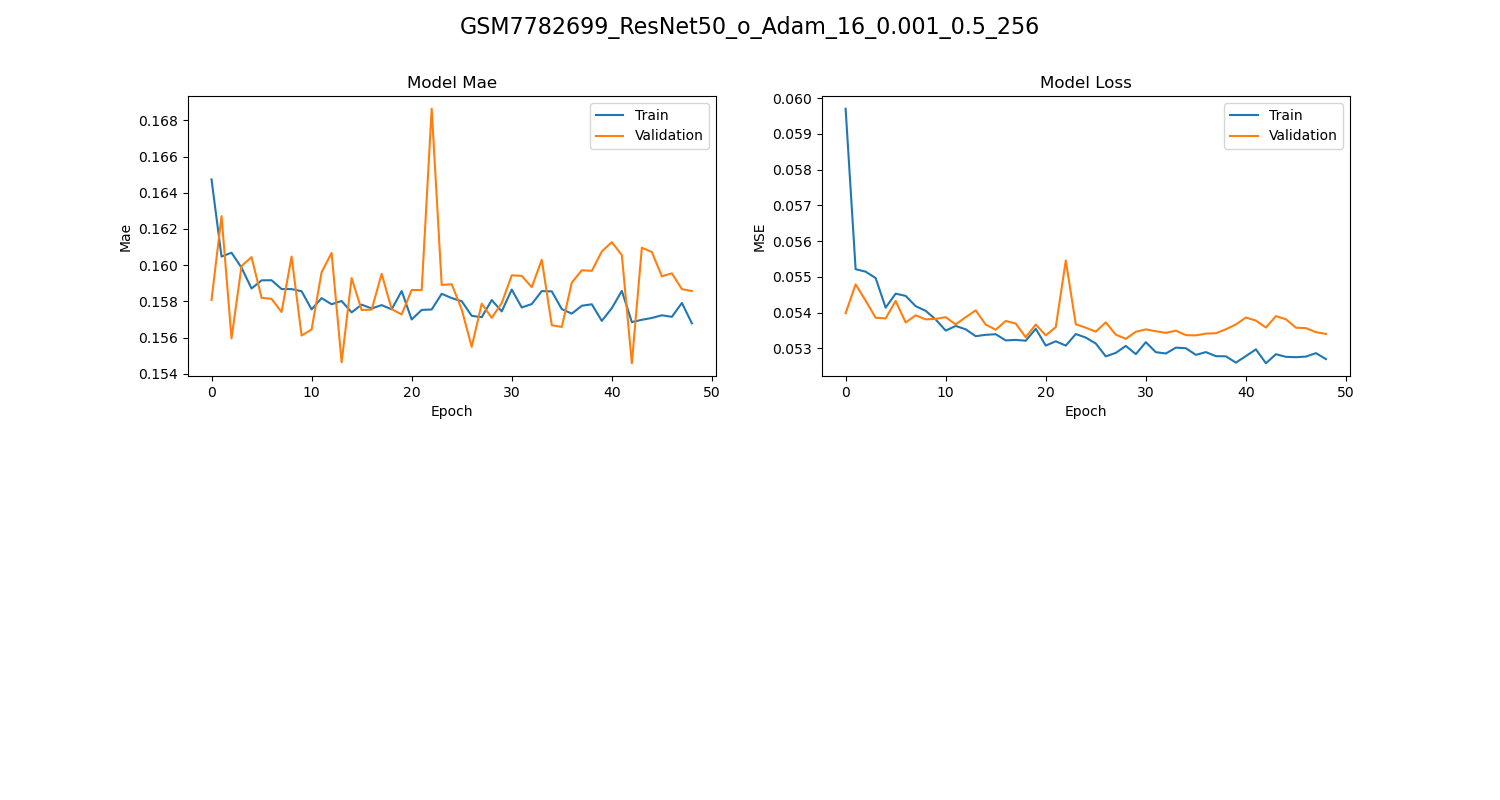 GSM7782699_ResNet50_o_Adam_16_0.001_0.5_256
Model Mae
Train
Validation
0.168
0.166
0.164
0.162
0.160
0.158
0.156
0.154
Mae
0 10 20 30 40 50
Epoch
Model Loss
Train
Validation
0.060
0.059
0.058
0.057
0.056
0.055
0.054
0.053
MSE
0 10 20 30 40 50
Epoch